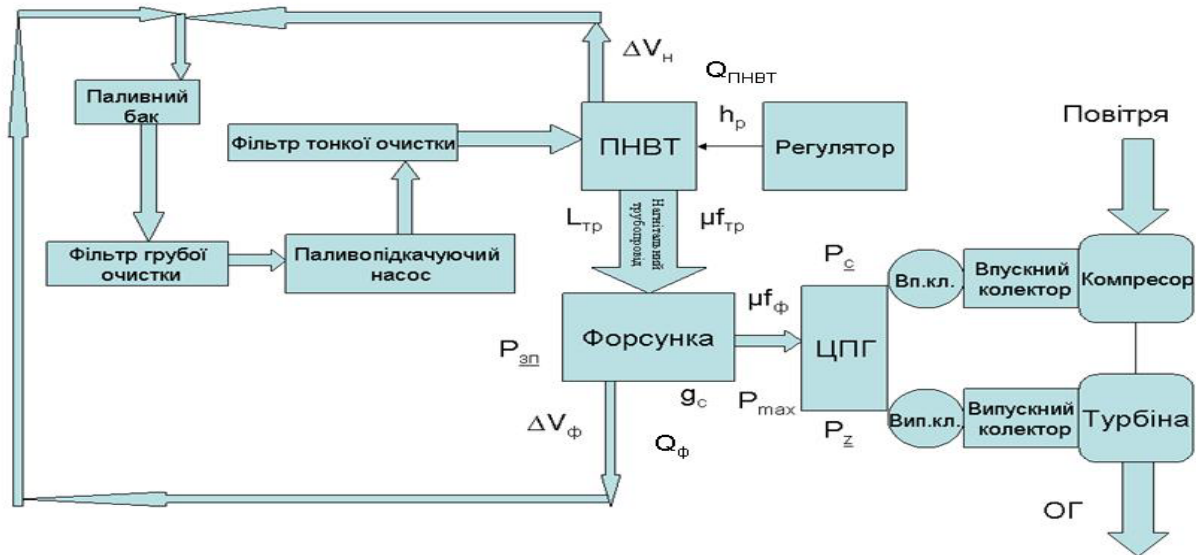 ΔVн
QПНВТ
Паливний
бак
hр
Повітря
Фільтр тонкої очистки
ПНВТ
Регулятор
Lтр
Нагнітальний
трубопровід
μfтр
Фільтр грубої
очистки
Паливопідкачуючий
насос
Pс
Вп.кл.
Впускний
колектор
Компресор
μfф
Форсунка
ЦПГ
Pзп
gс
Pmax
ΔVф
Qф
Pz
Вип.кл.
Випускний
колектор
Турбіна
ОГ